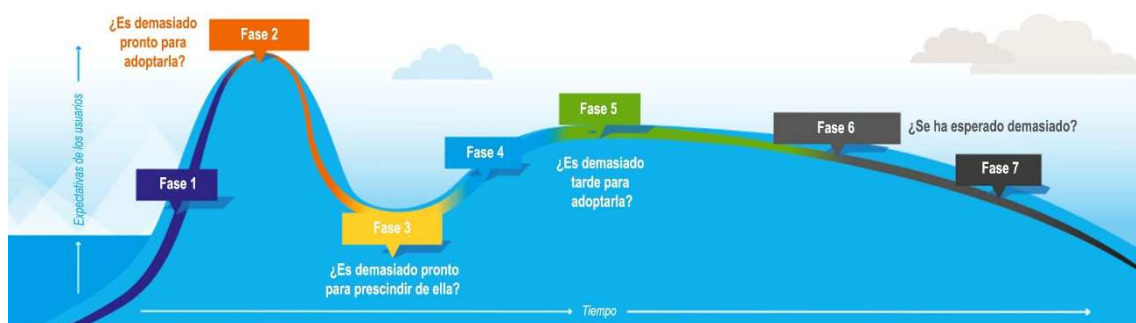 ¿Es demasiado
pronto para
adoptarla?
Fase 2
Expectativas de los usuarios
Fase 1
Fase 3
¿Es demasiado pronto
para prescindir de ella?
Fase 4
Fase 5
¿Es demasiado
tarde para
adoptarla?
Fase 6
¿Se ha esperado demasiado?
Fase 7
Tiempo